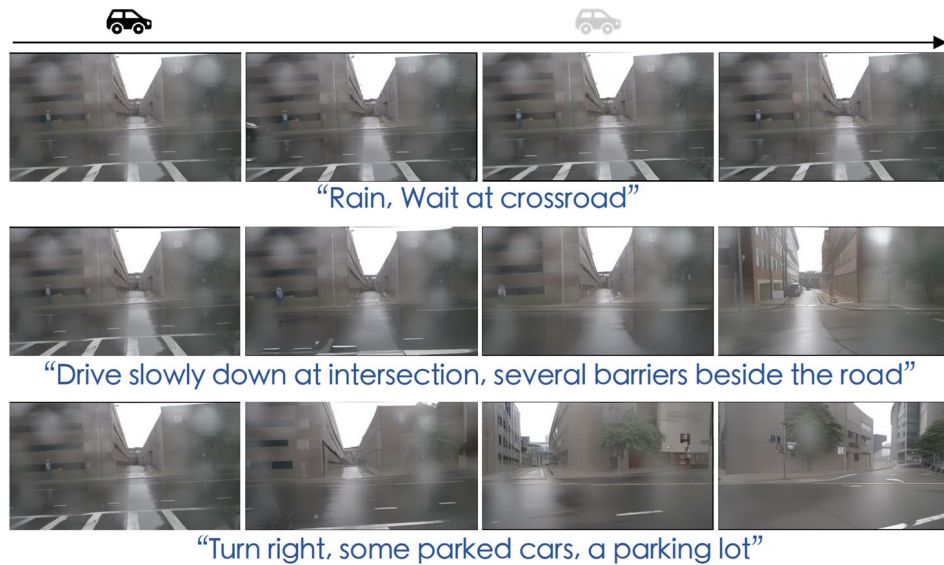 “Rain, Wait at crossroad”
“Drive slowly down at intersection, several barriers beside the road”
“Turn right, some parked cars, a parking lot”